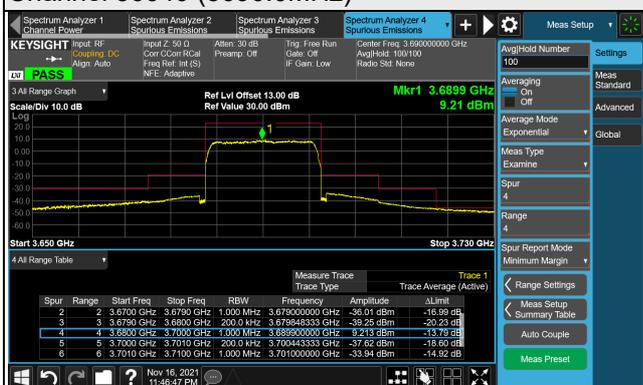 Spectrum Analyzer 1
Channel Power
Spectrum Analyzer 2
Spurious Emissions
Spectrum Analyzer 3
Spurious Emissions
Spectrum Analyzer 4
Spurious Emissions
Meas Setup
KEYSIGHT
Input: RF
Coupling: DC
Align: Auto
Input Z: 50 Ω
Corr CCorr RCal
Freq Ref: Int (S)
NFE: Adaptive
Atten: 30 dB
Preamp: Off
Trig: Free Run
Gate: Off
IF Gain: Low
Center Freq: 3.690000000 GHz
Avg|Hold: 100/100
Radio Std: None
LXI
PASS
3 All Range Graph
Scale/Div 10.0 dB
Ref Lvl Offset 13.00 dB
Ref Value 30.00 dBm
Mkr1 3.6899 GHz
9.21 dBm
Log
20.0
10.0
0.00
-10.0
-20.0
-30.0
-40.0
-50.0
-60.0
1
Start 3.650 GHz
Stop 3.730 GHz
4 All Range Table
Measure Trace Trace 1
Trace Type Trace Average (Active)
Spur Range Start Freq Stop Freq RBW Frequency Amplitude ΔLimit
2 2 3.6700 GHz 3.6790 GHz 1.000 MHz 3.679000000 GHz -36.01 dBm -16.99 dB
3 3 3.6790 GHz 3.6800 GHz 200.0 kHz 3.679848333 GHz -39.25 dBm -20.23 dB
4 4 3.6800 GHz 3.7000 GHz 1.000 MHz 3.689900000 GHz 9.213 dBm -13.79 dB
5 5 3.7000 GHz 3.7010 GHz 200.0 kHz 3.700443333 GHz -37.62 dBm -18.60 dB
6 6 3.7010 GHz 3.7100 GHz 1.000 MHz 3.701000000 GHz -33.94 dBm -14.92 dB
Nov 16, 2021
11:46:47 PM
Avg|Hold Number
100
Averaging
On
Off
Average Mode
Exponential
Meas Type
Examine
Spur
4
Range
4
Spur Report Mode
Minimum Margin
Range Settings
Meas Setup
Summary Table
Auto Couple
Meas Preset
Settings
Meas
Standard
Advanced
Global